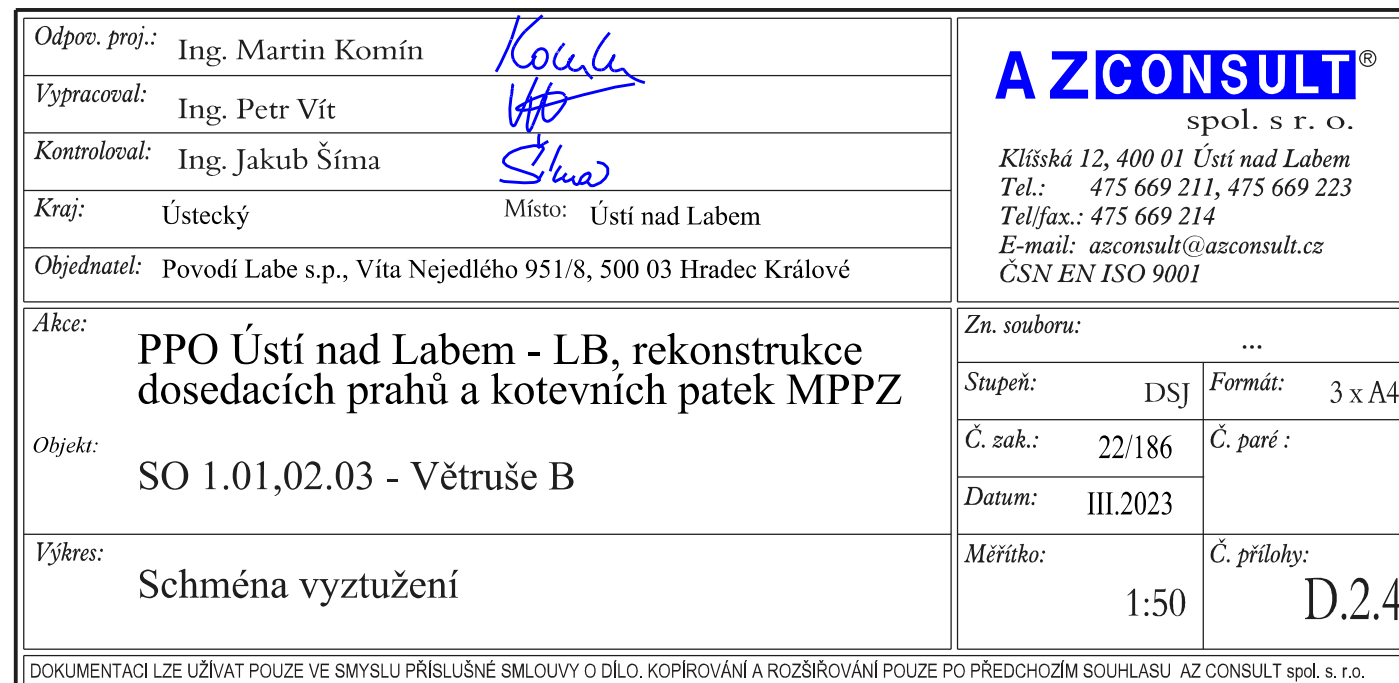 Odpov. proj.: Ing. Martin Komín
Vypracoval: Ing. Petr Vít
Kontroloval: Ing. Jakub Šíma Šíma
Kraj: Ústecký Místo: Ústí nad Labem
Objednatel: Povodí Labe s.p., Víta Nejedlého 951/8, 500 03 Hradec Králové
AZ CONSULT®
spol. s r. o.
Klíšská 12, 400 01 Ústí nad Labem
Tel.: 475 669 211, 475 669 223
Tel/fax.: 475 669 214
E-mail: azconsult@azconsult.cz
ČSN EN ISO 9001
Akce:
PPO Ústí nad Labem - LB, rekonstrukce
dosedacích prahů a kotevních patek MPPZ
Objekt:
SO 1.01,02.03 - Větruše B
Výkres:
Schména vyztužení
Zn. souboru: ...
Stupeň: DSJ Formát: 3 x A4
Č. zak.: 22/186 Č. paré :
Datum: III.2023
Měřítko: 1:50 Č. přílohy: D.2.4
DOKUMENTACI LZE UŽÍVAT POUZE VE SMYSLU PŘÍSLUŠNÉ SMLOUVY O DÍLO. KOPÍROVÁNÍ A ROZŠIŘOVÁNÍ POUZE PO PŘEDCHOZÍM SOUHLASU AZ CONSULT spol. s. r.o.